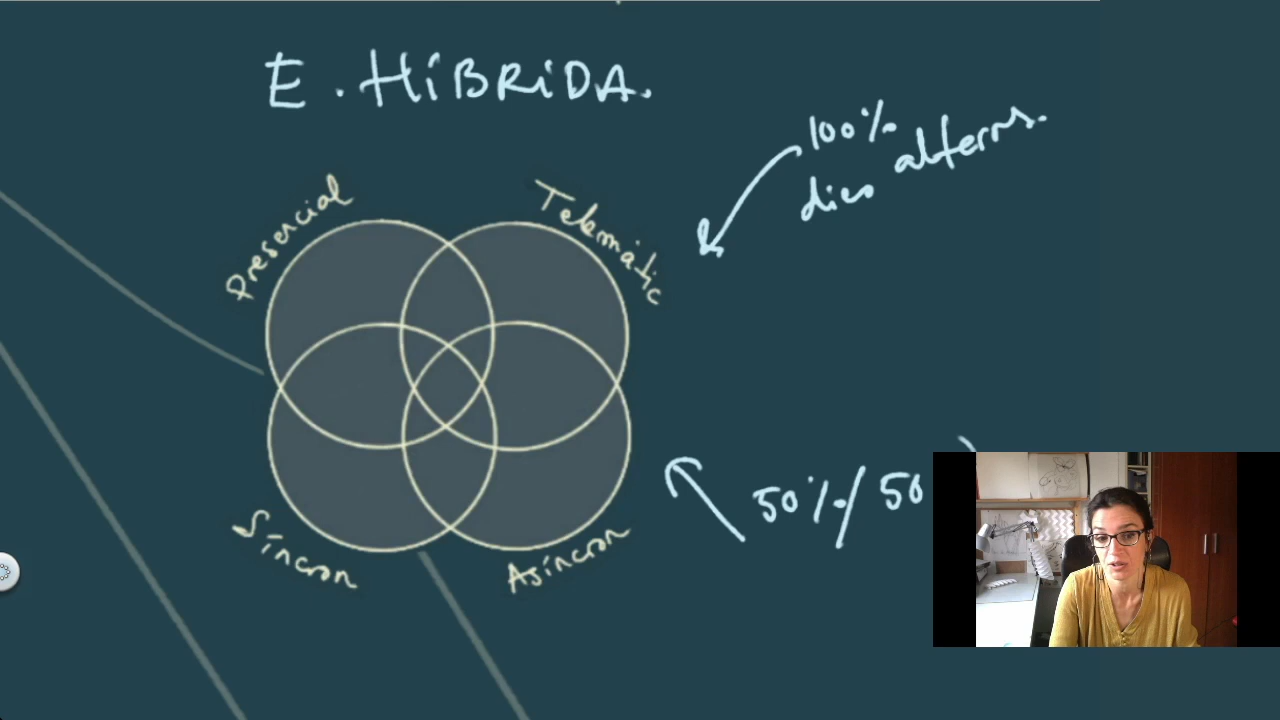 E. HÍBRIDA.
100%
dies alterns.
Presencial
Telemàtic
Síncron
Asíncron
50%/50